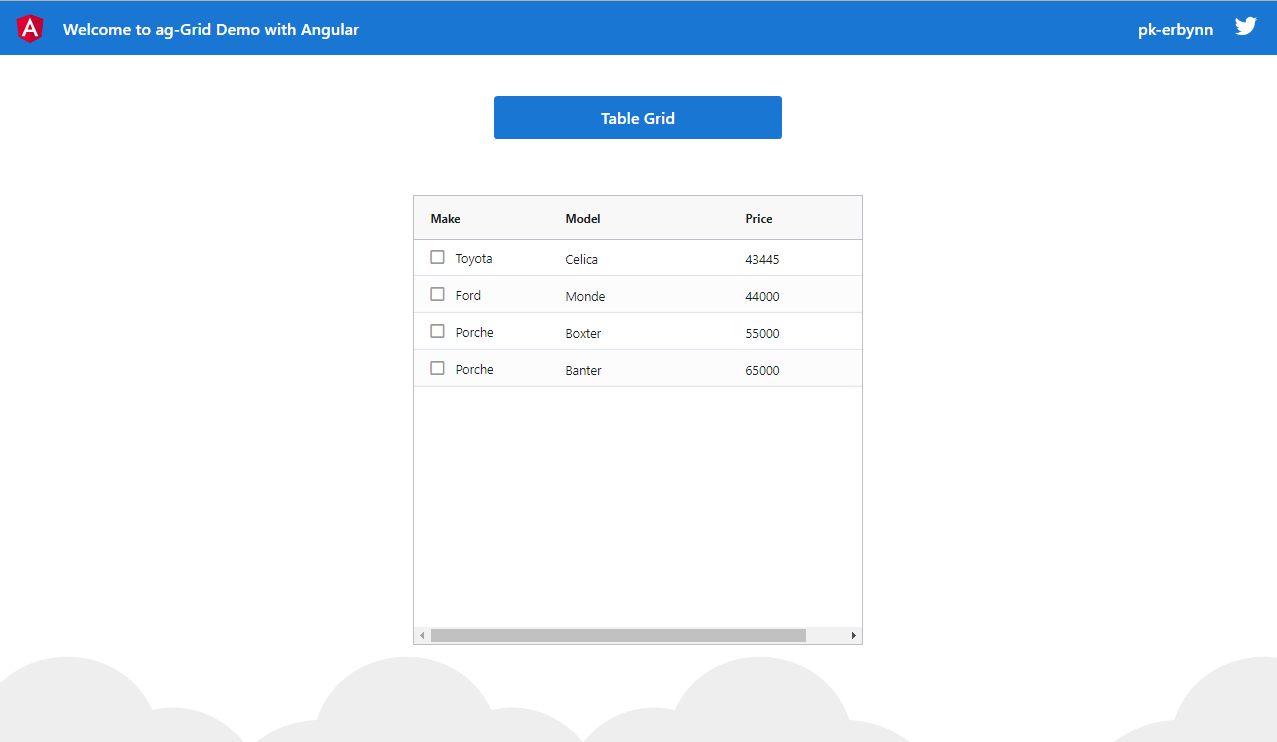 Welcome to ag-Grid Demo with Angular
pk-erbynn
Table Grid
Make Model Price
Toyota Celica 43445
Ford Monde 44000
Porche Boxter 55000
Porche Banter 65000